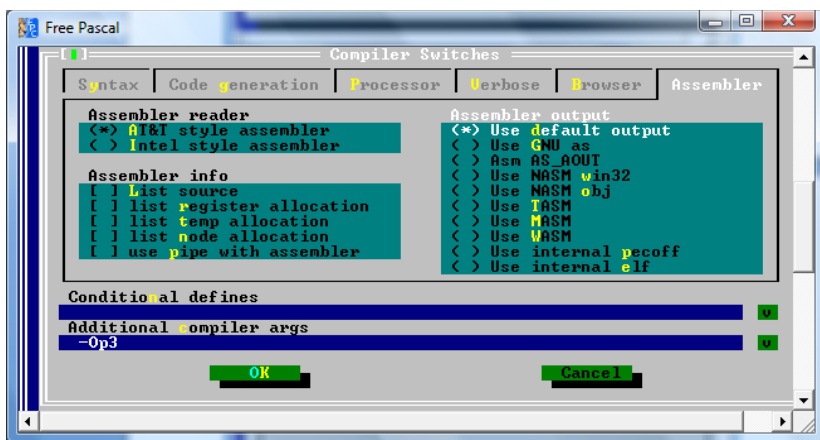 Free Pascal
Compiler Switches
Syntax Code generation Processor Verbose Browser Assembler
Assembler reader
(*) AT&T style assembler
( ) Intel style assembler
Assembler info
[ ] List source
[ ] list register allocation
[ ] list temp allocation
[ ] list node allocation
[ ] use pipe with assembler
Assembler output
(*) Use default output
( ) Use GNU as
( ) Asm AS_AOUT
( ) Use NASM win32
( ) Use NASM obj
( ) Use TASM
( ) Use MASM
( ) Use WASM
( ) Use internal pecoff
( ) Use internal elf
Conditional defines
Additional compiler args
-Op3
OK Cancel